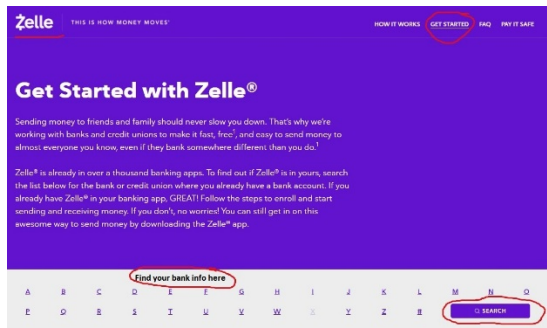 Zelle THIS IS HOW MONEY MOVES® HOW IT WORKS GET STARTED FAQ PAY IT SAFE
Get Started with Zelle®
Sending money to friends and family should never slow you down. That's why we're
working with banks and credit unions to make it fast, free¹, and easy to send money to
almost everyone you know, even if they bank somewhere different than you do.¹
Zelle® is already in over a thousand banking apps. To find out if Zelle® is in yours, search
the list below for the bank or credit union where you already have a bank account. If you
already have Zelle® in your banking app, GREAT! Follow the steps to enroll and start
sending and receiving money. If you don't, no worries! You can still get in on this
awesome way to send money by downloading the Zelle® app.
Find your bank info here
A B C D E F G H I J K L M N O
P Q R S T U V W X Y Z # SEARCH